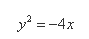 y² = −4x